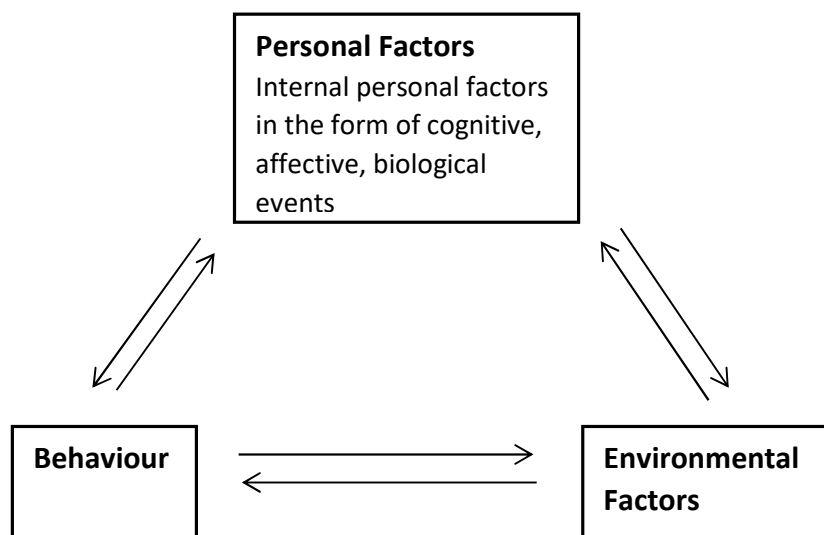 Personal Factors
Internal personal factors
in the form of cognitive,
affective, biological
events
Behaviour
Environmental
Factors